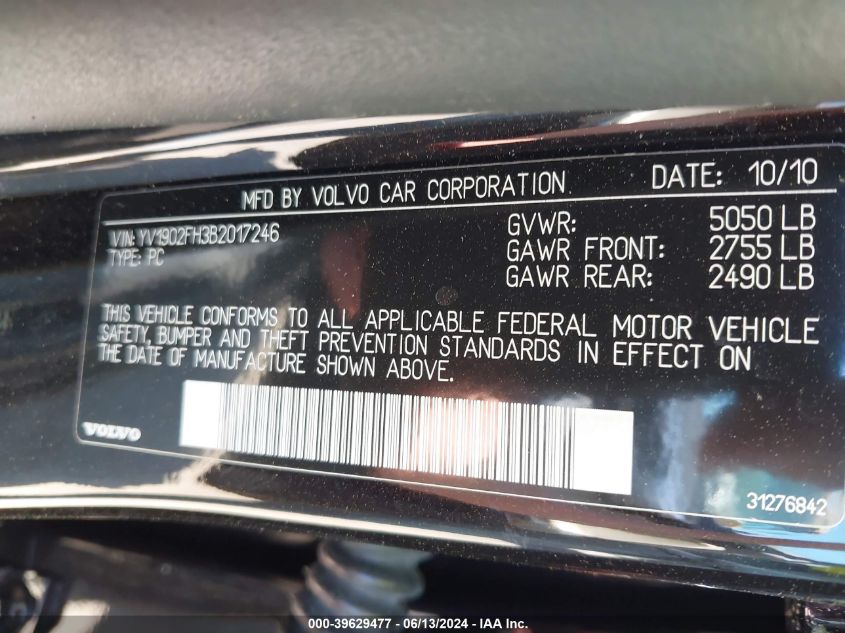 MFD BY VOLVO CAR CORPORATION DATE: 10/10
VIN: YV1902FH3B2017246 GVWR: 5050 LB
TYPE: PC GAWR FRONT: 2755 LB
GAWR REAR: 2490 LB
THIS VEHICLE CONFORMS TO ALL APPLICABLE FEDERAL MOTOR VEHICLE
SAFETY, BUMPER AND THEFT PREVENTION STANDARDS IN EFFECT ON
THE DATE OF MANUFACTURE SHOWN ABOVE.
VOLVO
31276842
000-39629477 - 06/13/2024 - IAA Inc.